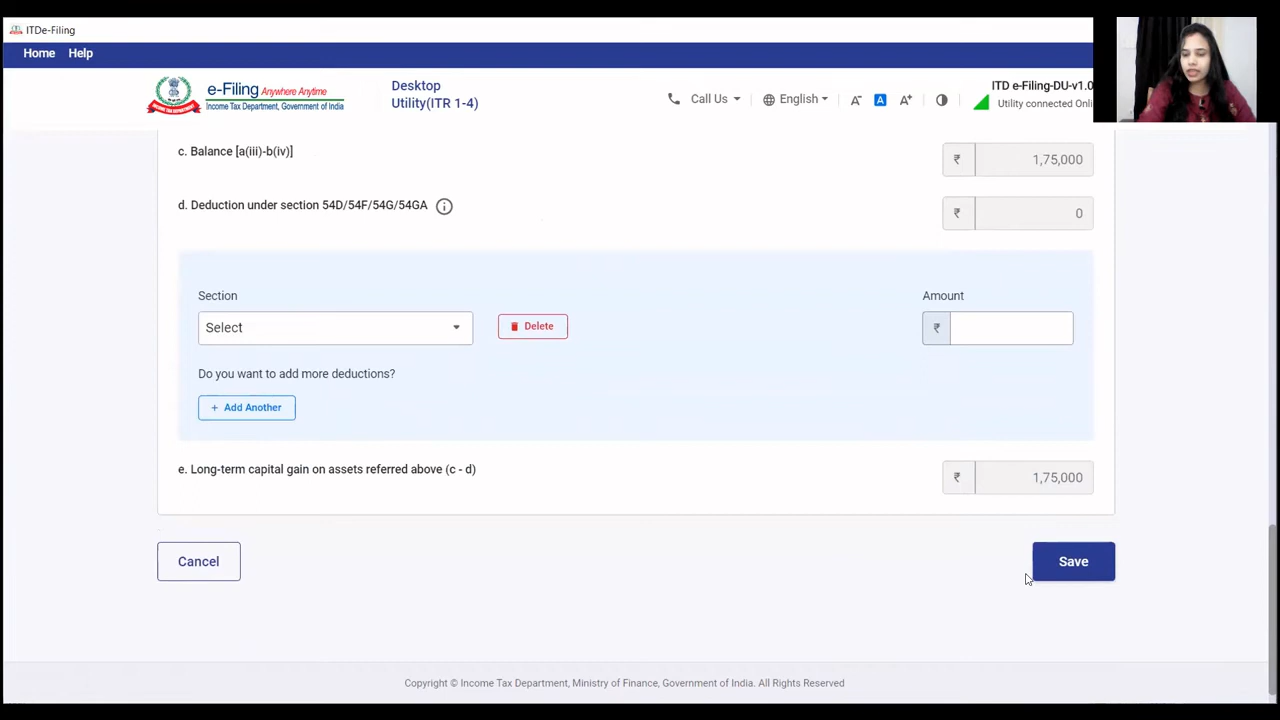 ITDe-Filing
Home Help
e-Filing Anywhere Anytime
Income Tax Department, Government of India
Desktop
Utility(ITR 1-4)
Call Us
English
A-
A
A+
ITD e-Filing-DU-v1.0
Utility connected Onli
c. Balance [a(iii)-b(iv)]
₹ 1,75,000
d. Deduction under section 54D/54F/54G/54GA
₹ 0
Section
Amount
Select
Delete
₹
Do you want to add more deductions?
+ Add Another
e. Long-term capital gain on assets referred above (c - d)
₹ 1,75,000
Cancel
Save
Copyright © Income Tax Department, Ministry of Finance, Government of India. All Rights Reserved